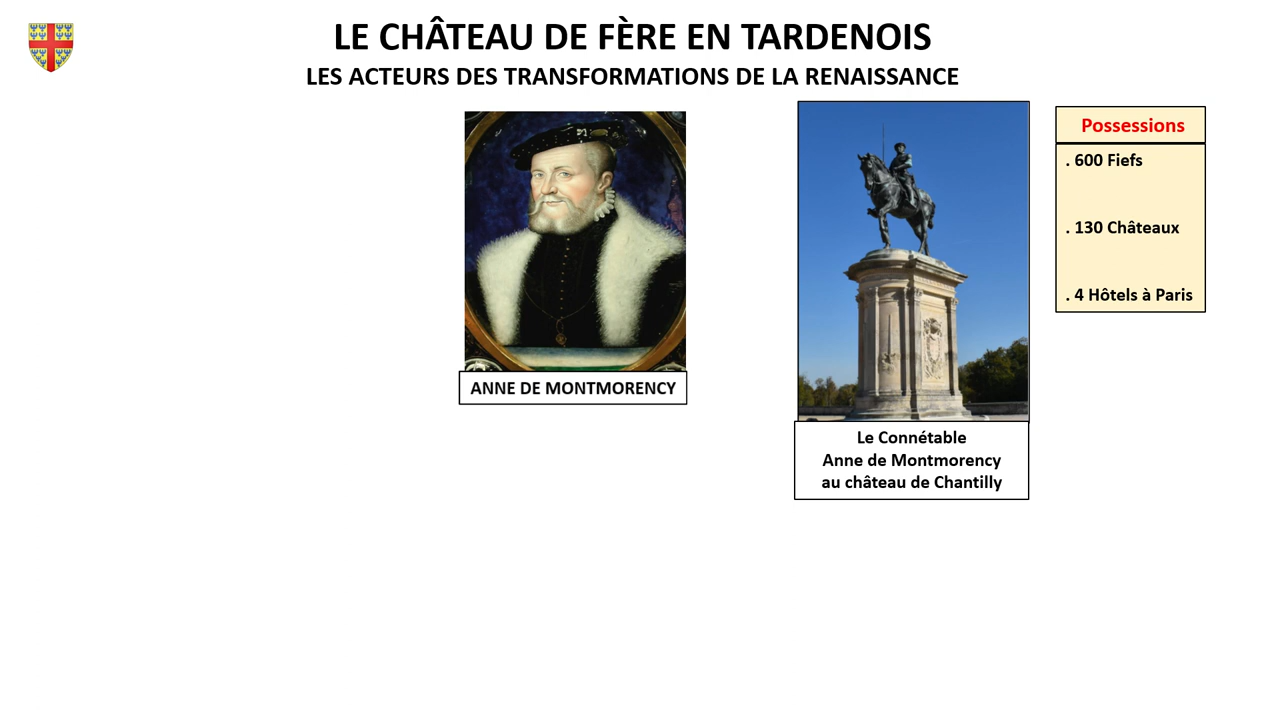 LE CHÂTEAU DE FÈRE EN TARDENOIS
LES ACTEURS DES TRANSFORMATIONS DE LA RENAISSANCE
ANNE DE MONTMORENCY
Le Connétable
Anne de Montmorency
au château de Chantilly
Possessions
. 600 Fiefs
. 130 Châteaux
. 4 Hôtels à Paris